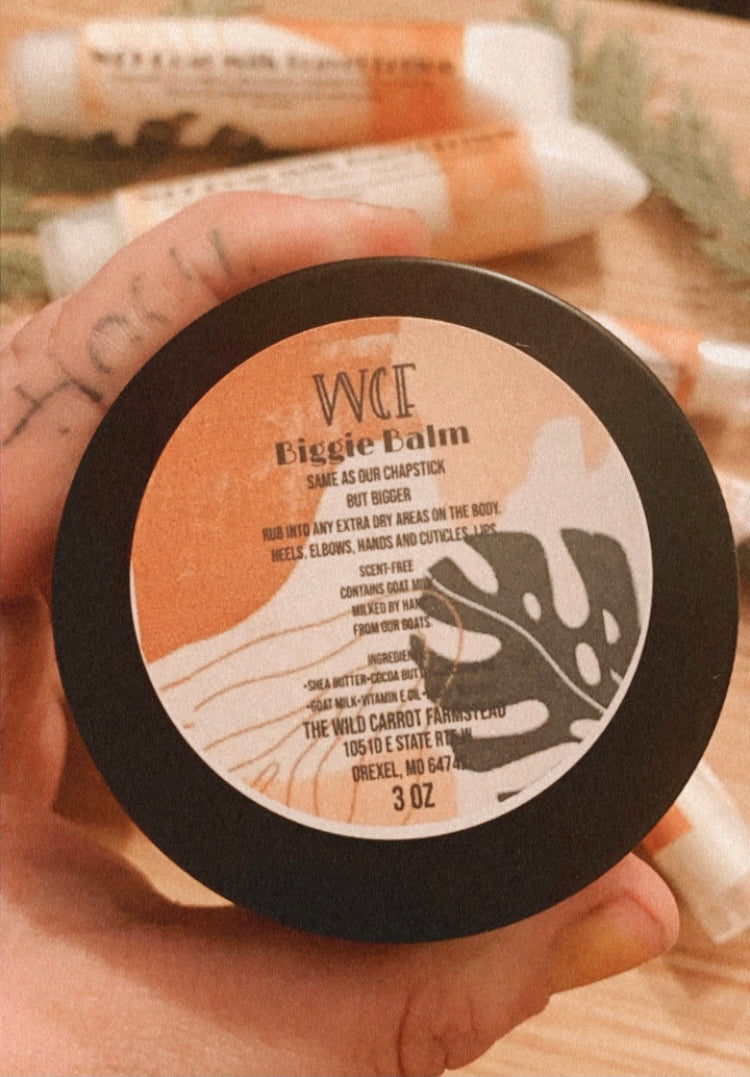 Goat Milk
WCF
Biggie Balm
SAME AS OUR CHAPSTICK
BUT BIGGER
RUB INTO ANY EXTRA DRY AREAS ON THE BODY.
HEELS, ELBOWS, HANDS AND CUTICLES, LIPS
SCENT-FREE
CONTAINS GOAT
MILKED BY
FROM OUR GOATS
-SHEA BUTTER-COCOA
-GOAT MILK-VITAMIN E OIL-
THE WILD CARROT FARMSTEAD
10510 E STATE
DREXEL, MO
3 OZ